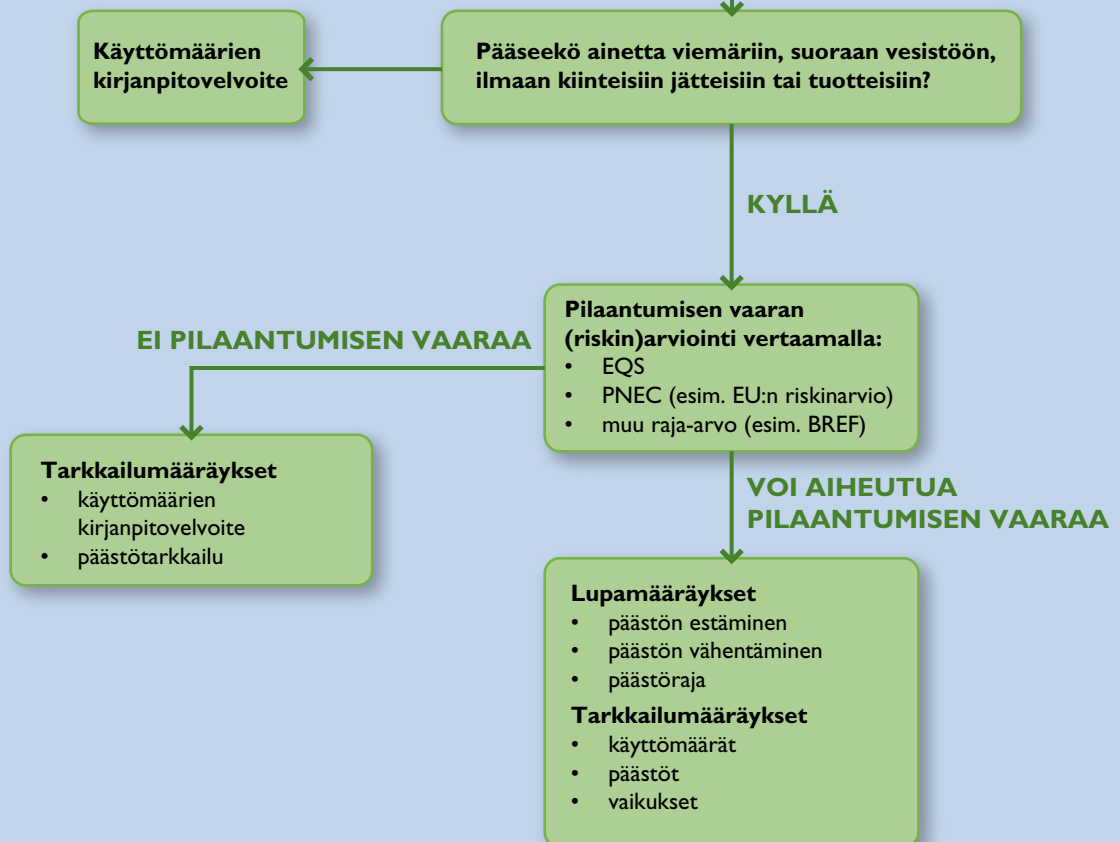 Käyttömäärien
kirjanpitovelvoite
Pääseekö ainetta viemäriin, suoraan vesistöön,
ilmaan kiinteisiin jätteisiin tai tuotteisiin?
KYLLÄ
Pilaantumisen vaaran
(riskin)arviointi vertaamalla:
• EQS
• PNEC (esim. EU:n riskinarvio)
• muu raja-arvo (esim. BREF)
EI PILAANTUMISEN VAARAA
Tarkkailumääräykset
• käyttömäärien
kirjanpitovelvoite
• päästötarkkailu
VOI AIHEUTUA
PILAANTUMISEN VAARAA
Lupamääräykset
• päästön estäminen
• päästön vähentäminen
• päästöraja
Tarkkailumääräykset
• käyttömäärät
• päästöt
• vaikukset